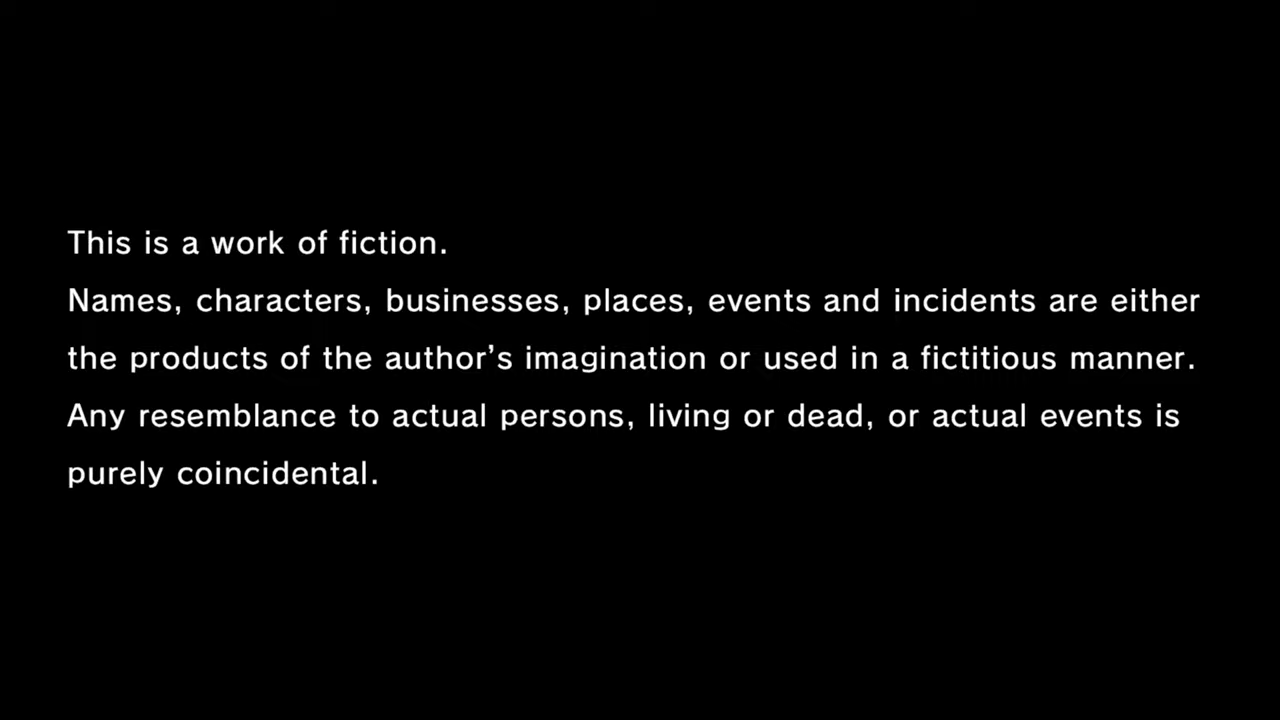 This is a work of fiction.
Names, characters, businesses, places, events and incidents are either
the products of the author’s imagination or used in a fictitious manner.
Any resemblance to actual persons, living or dead, or actual events is
purely coincidental.